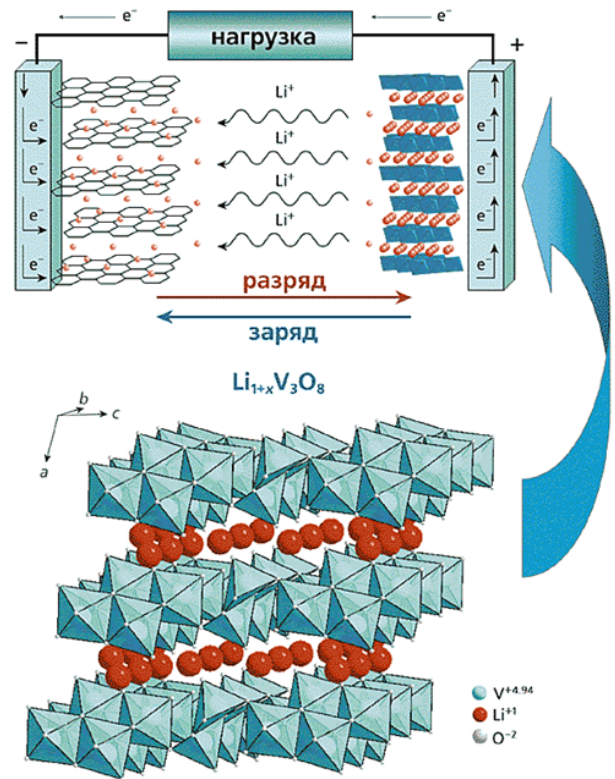 e⁻ e⁻
− нагрузка +
Li⁺
e⁻ e⁻
Li⁺
e⁻ e⁻
Li⁺
e⁻ e⁻
Li⁺
e⁻ e⁻
разряд
заряд
Li₁₊ₓV₃O₈
b
c
a
V⁺⁴·⁹⁴
Li⁺¹
O⁻²